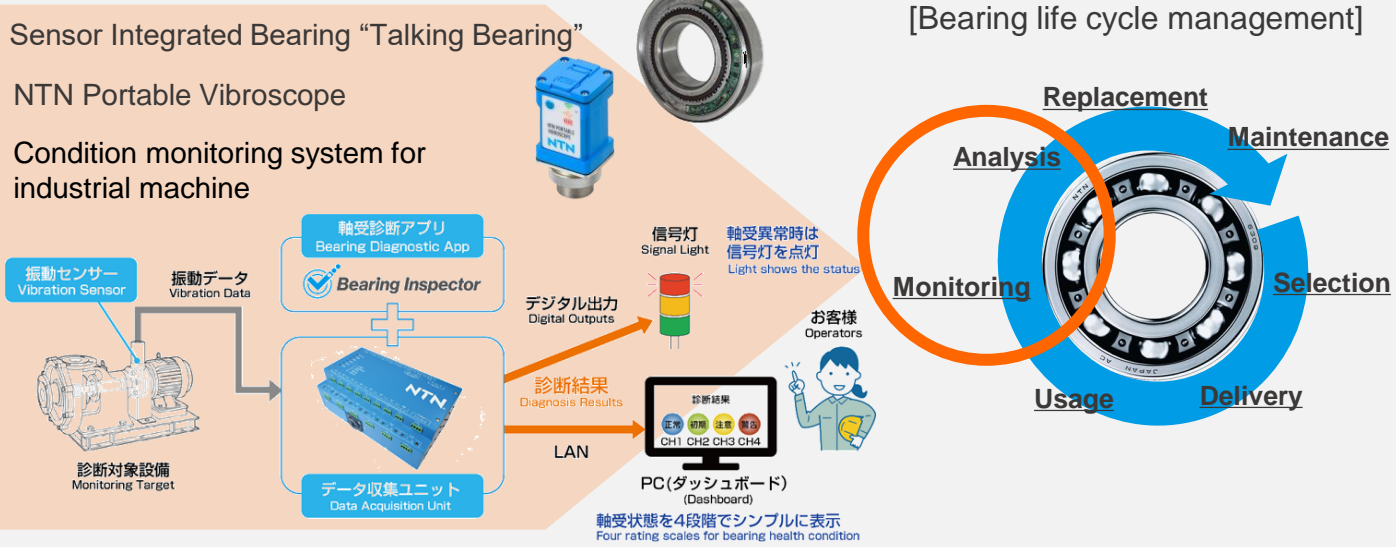 Sensor Integrated Bearing “Talking Bearing”
NTN Portable Vibroscope
Condition monitoring system for
industrial machine
NTN
振動センサー
Vibration Sensor
振動データ
Vibration Data
診断対象設備
Monitoring Target
軸受診断アプリ
Bearing Diagnostic App
Bearing Inspector
NTN
データ収集ユニット
Data Acquisition Unit
デジタル出力
Digital Outputs
診断結果
Diagnosis Results
LAN
信号灯
Signal Light
軸受異常時は
信号灯を点灯
Light shows the status
お客様
Operators
診断結果
正常 初期 注意 警告
CH1 CH2 CH3 CH4
PC(ダッシュボード)
(Dashboard)
軸受状態を4段階でシンプルに表示
Four rating scales for bearing health condition
[Bearing life cycle management]
Replacement
Maintenance
Analysis
Monitoring
Selection
Usage
Delivery
NTN
6309
JAPAN
AC